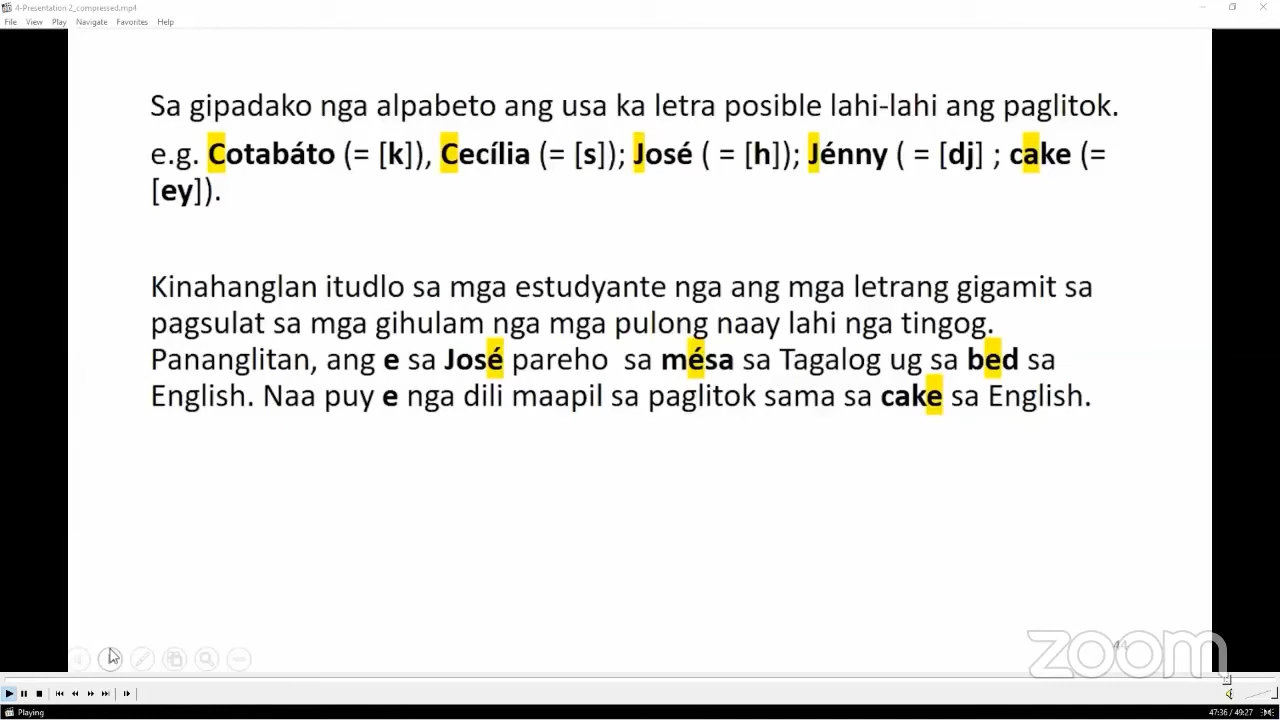 4-Presentation 2_compressed.mp4
File View Play Navigate Favorites Help
Sa gipadako nga alpabeto ang usa ka letra posible lahi-lahi ang paglitok.
e.g. Cotabáto (= [k]), Cecília (= [s]); José ( = [h]); Jénny ( = [dj] ; cake (=
[ey]).
Kinahanglan itudlo sa mga estudyante nga ang mga letrang gigamit sa
pagsulat sa mga gihulam nga mga pulong naay lahi nga tingog.
Pananglitan, ang e sa José pareho  sa mésa sa Tagalog ug sa bed sa
English. Naa puy e nga dili maapil sa paglitok sama sa cake sa English.
44
zoom
Playing
47:36 / 49:27